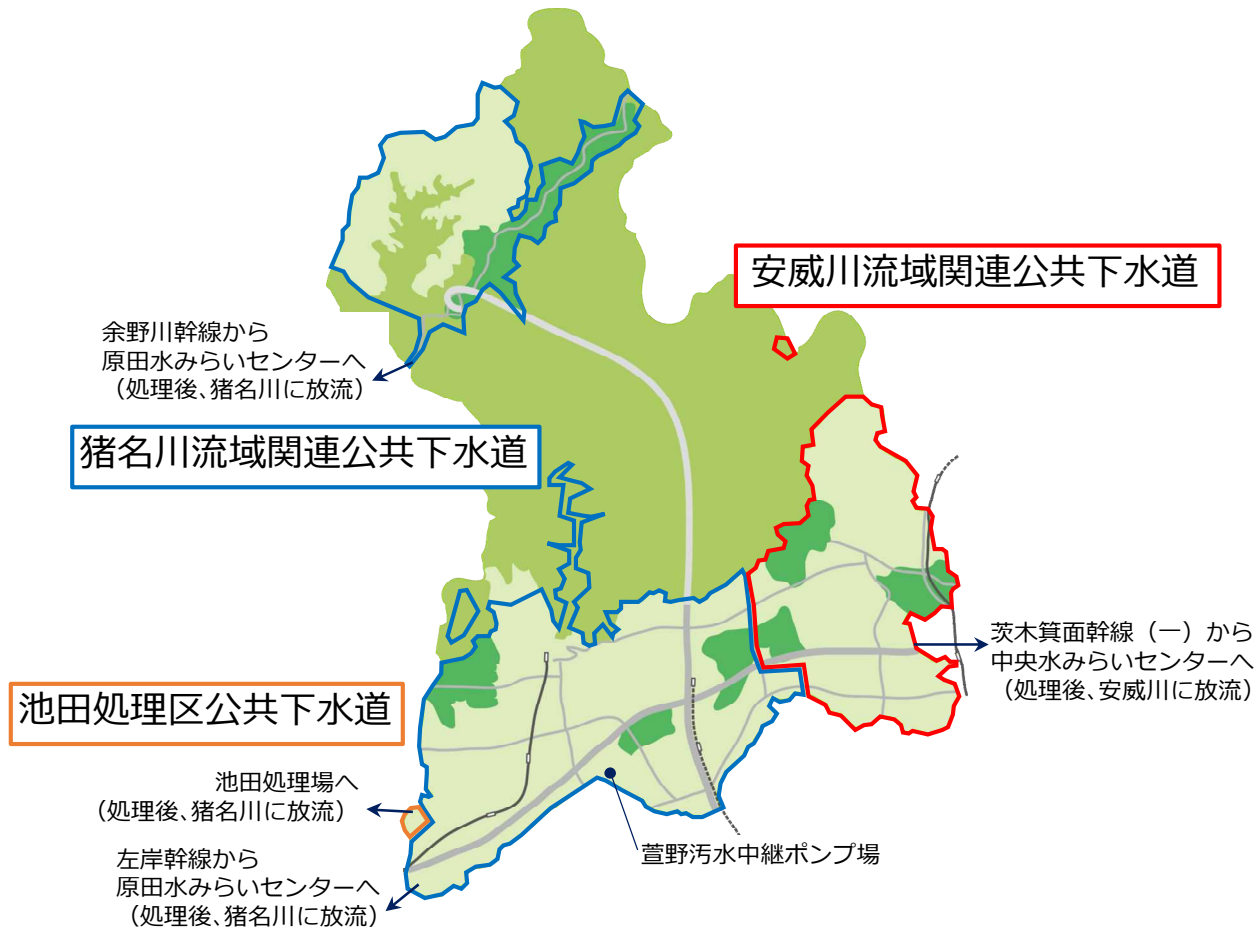 安威川流域関連公共下水道
余野川幹線から
原田水みらいセンターへ
（処理後、猪名川に放流）
猪名川流域関連公共下水道
茨木箕面幹線（一）から
中央水みらいセンターへ
（処理後、安威川に放流）
池田処理区公共下水道
池田処理場へ
（処理後、猪名川に放流）
萱野汚水中継ポンプ場
左岸幹線から
原田水みらいセンターへ
（処理後、猪名川に放流）